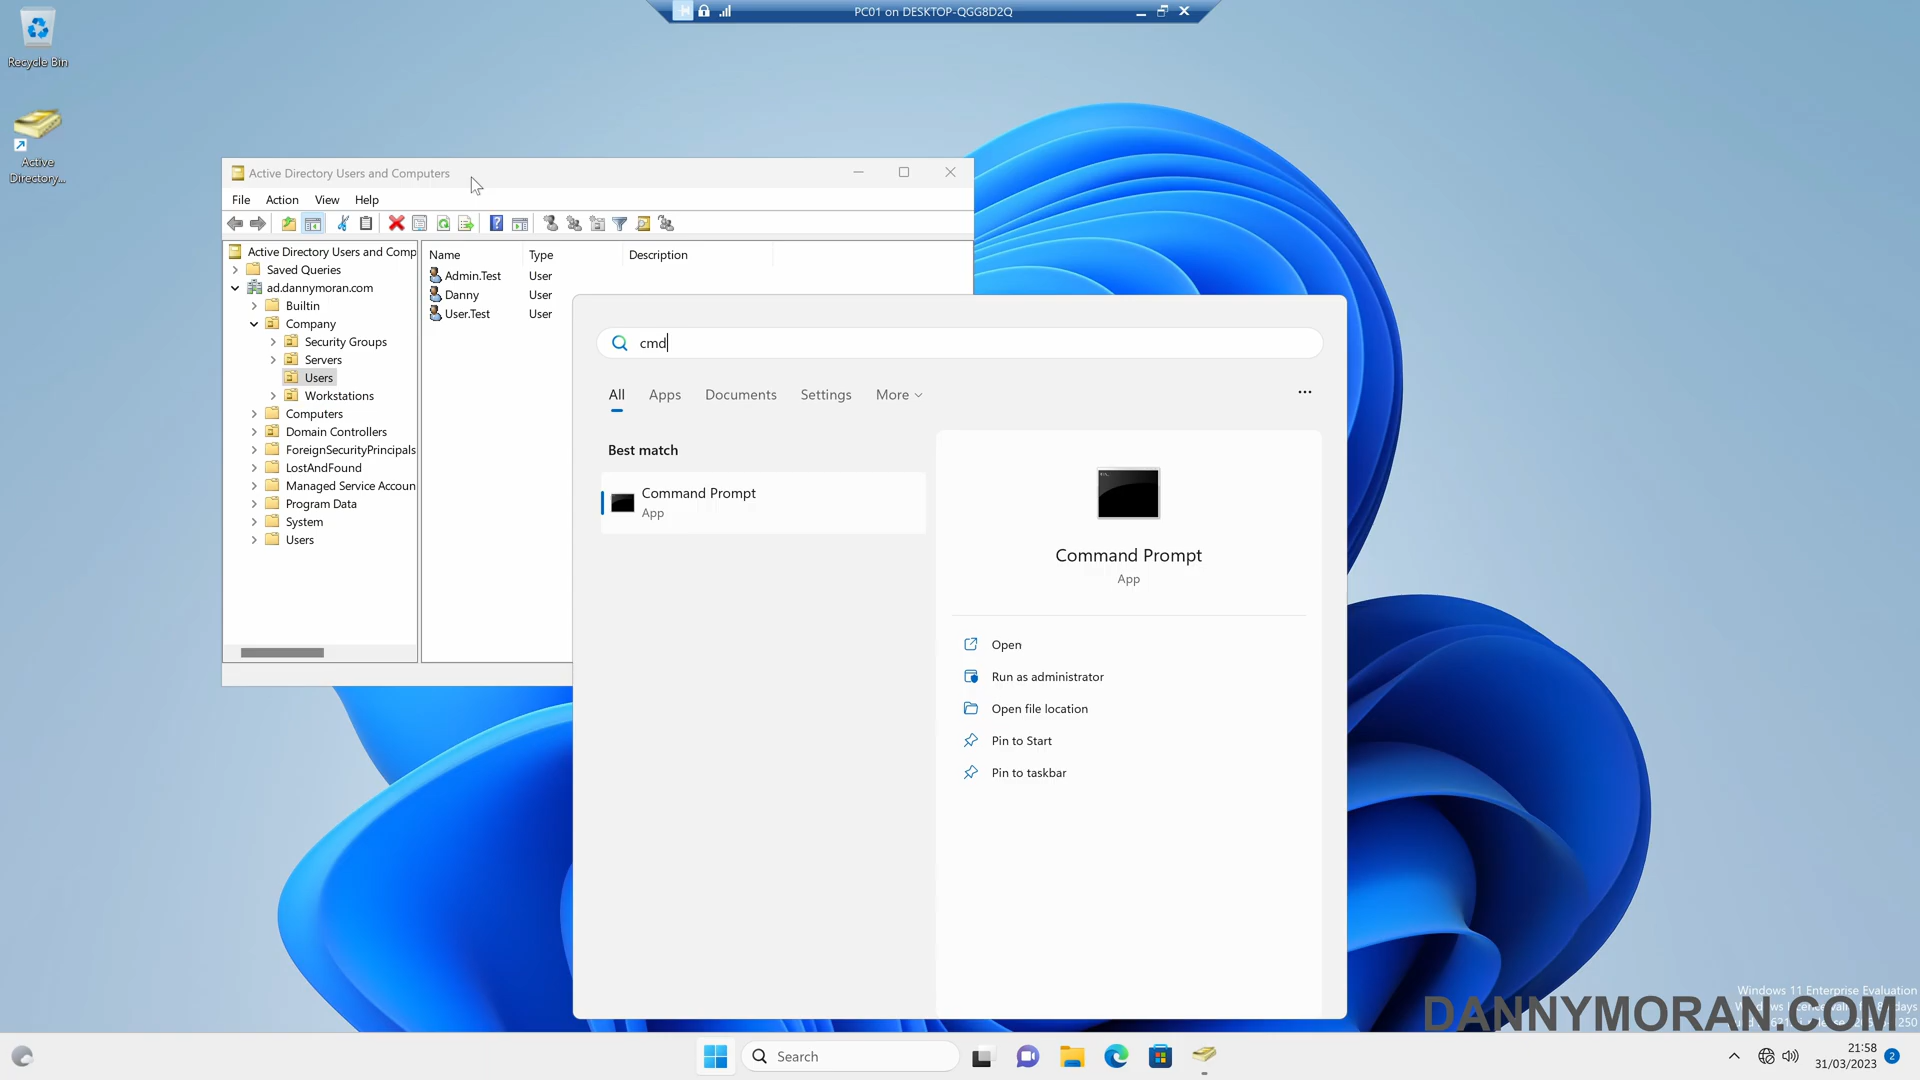 PC01 on DESKTOP-QGG8D2Q
Recycle Bin
Active
Directory...
Active Directory Users and Computers
File Action View Help
Active Directory Users and Comp
Saved Queries
ad.dannymoran.com
Builtin
Company
Security Groups
Servers
Users
Workstations
Computers
Domain Controllers
ForeignSecurityPrincipals
LostAndFound
Managed Service Accoun
Program Data
System
Users
Name Type Description
Admin.Test User
Danny User
User.Test User
cmd
All Apps Documents Settings More
Best match
Command Prompt
App
Command Prompt
App
Open
Run as administrator
Open file location
Pin to Start
Pin to taskbar
Windows 11 Enterprise Evaluation
DANNYMORAN.COM
Search
21:58
31/03/2023
2